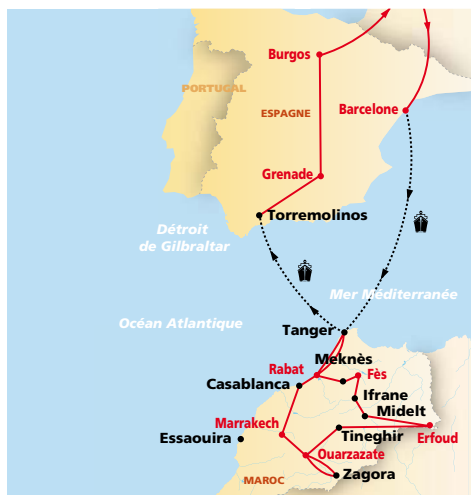 Burgos
PORTUGAL
ESPAGNE
Barcelone
Grenade
Torremolinos
Détroit
de Gilbraltar
Mer Méditerranée
Océan Atlantique
Tanger
Meknès
Rabat
Fès
Casablanca
Ifrane
Midelt
Marrakech
Essaouira
Tineghir
Erfoud
Ouarzazate
Zagora
MAROC